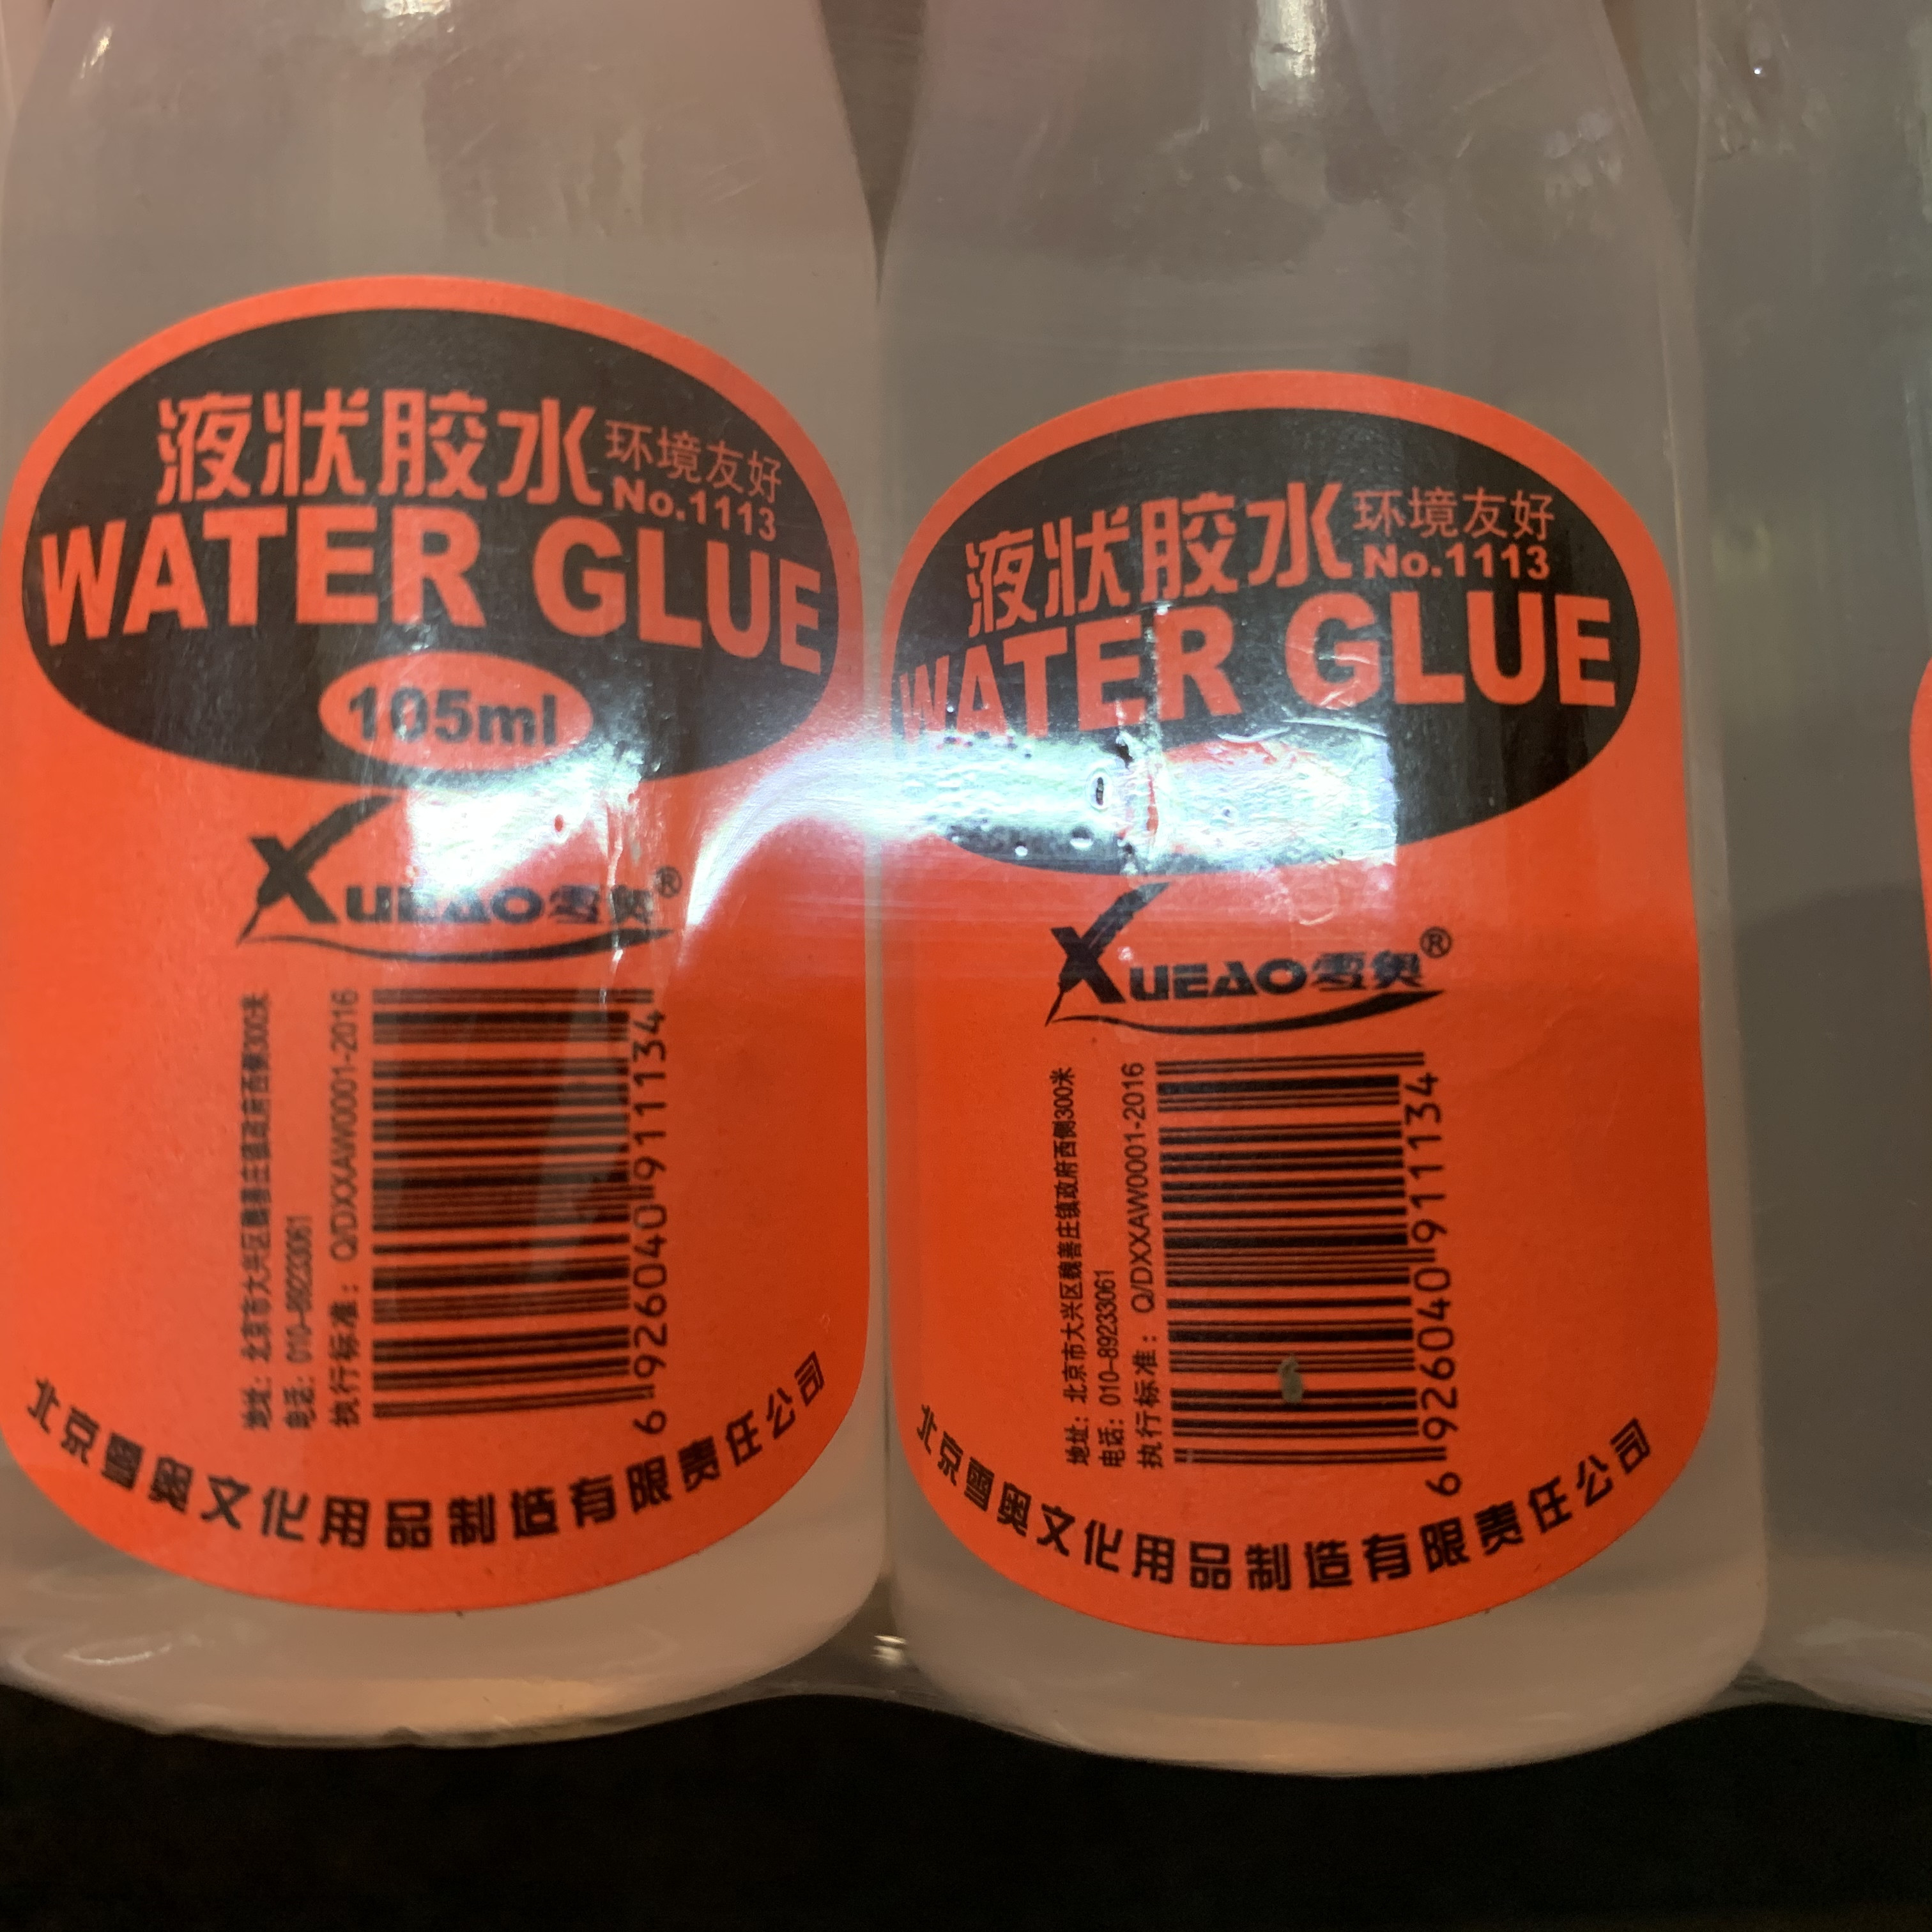 液状胶水
环境友好
No.1113
WATER GLUE
105ml
XUEAO雪奥®
地址：北京市大兴区魏善庄镇政府西侧300米
电话：010-89233061
执行标准：Q/DXXAW0001-2016
6 926040 911134
北京雪奥文化用品制造有限责任公司
液状胶水
环境友好
No.1113
WATER GLUE
XUEAO雪奥®
地址：北京市大兴区魏善庄镇政府西侧300米
电话：010-89233061
执行标准：Q/DXXAW0001-2016
6 926040 911134
北京雪奥文化用品制造有限责任公司